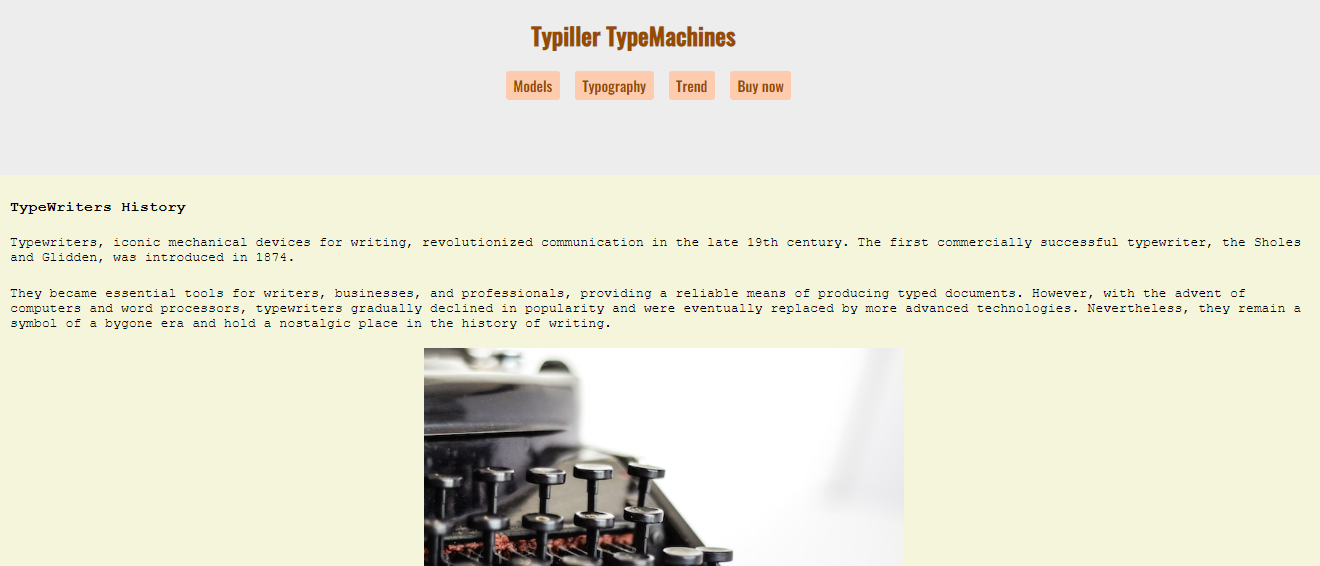 Typiller TypeMachines
Models Typography Trend Buy now
TypeWriters History
Typewriters, iconic mechanical devices for writing, revolutionized communication in the late 19th century. The first commercially successful typewriter, the Sholes
and Glidden, was introduced in 1874.
They became essential tools for writers, businesses, and professionals, providing a reliable means of producing typed documents. However, with the advent of
computers and word processors, typewriters gradually declined in popularity and were eventually replaced by more advanced technologies. Nevertheless, they remain a
symbol of a bygone era and hold a nostalgic place in the history of writing.